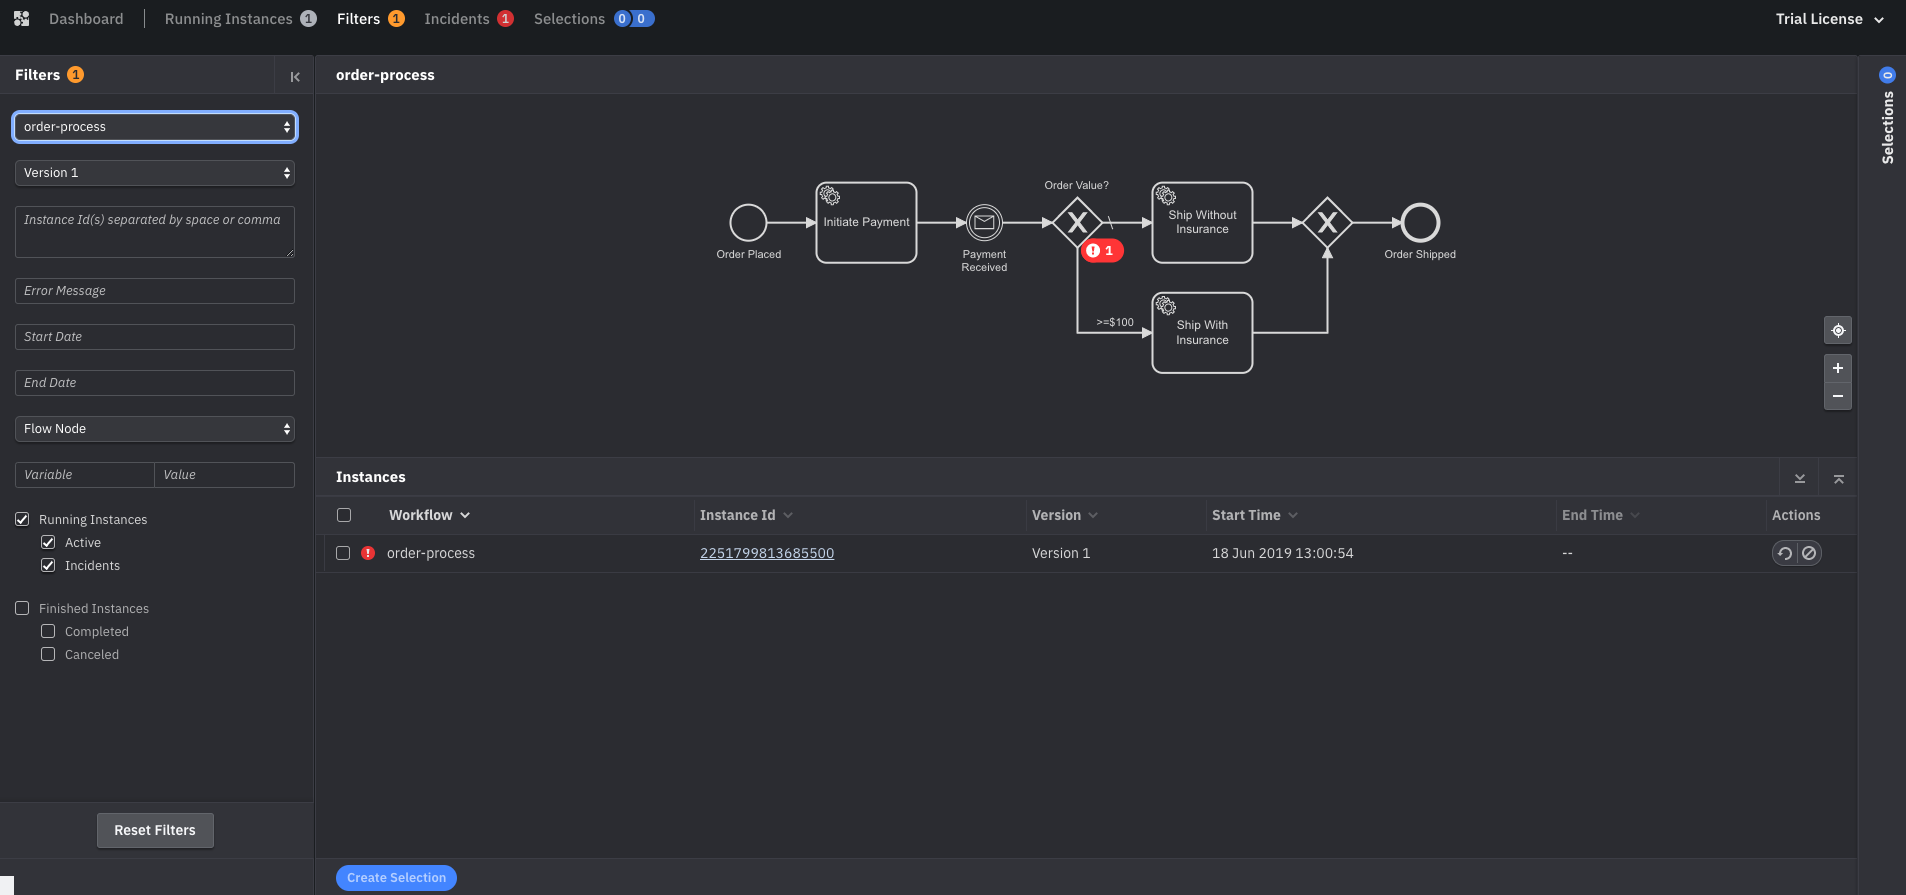 Dashboard Running Instances 1 Filters 1 Incidents 1 Selections 0 0 Trial License
Filters 1
order-process
Version 1
Instance Id(s) separated by space or comma
Error Message
Start Date
End Date
Flow Node
Variable Value
Running Instances
Active
Incidents
Finished Instances
Completed
Canceled
Reset Filters
order-process
Order Placed
Initiate Payment
Payment
Received
Order Value?
1
Ship Without
Insurance
>=$100
Ship With
Insurance
Order Shipped
Instances
Workflow Instance Id Version Start Time End Time Actions
order-process 2251799813685500 Version 1 18 Jun 2019 13:00:54 --
Create Selection
Selections 0